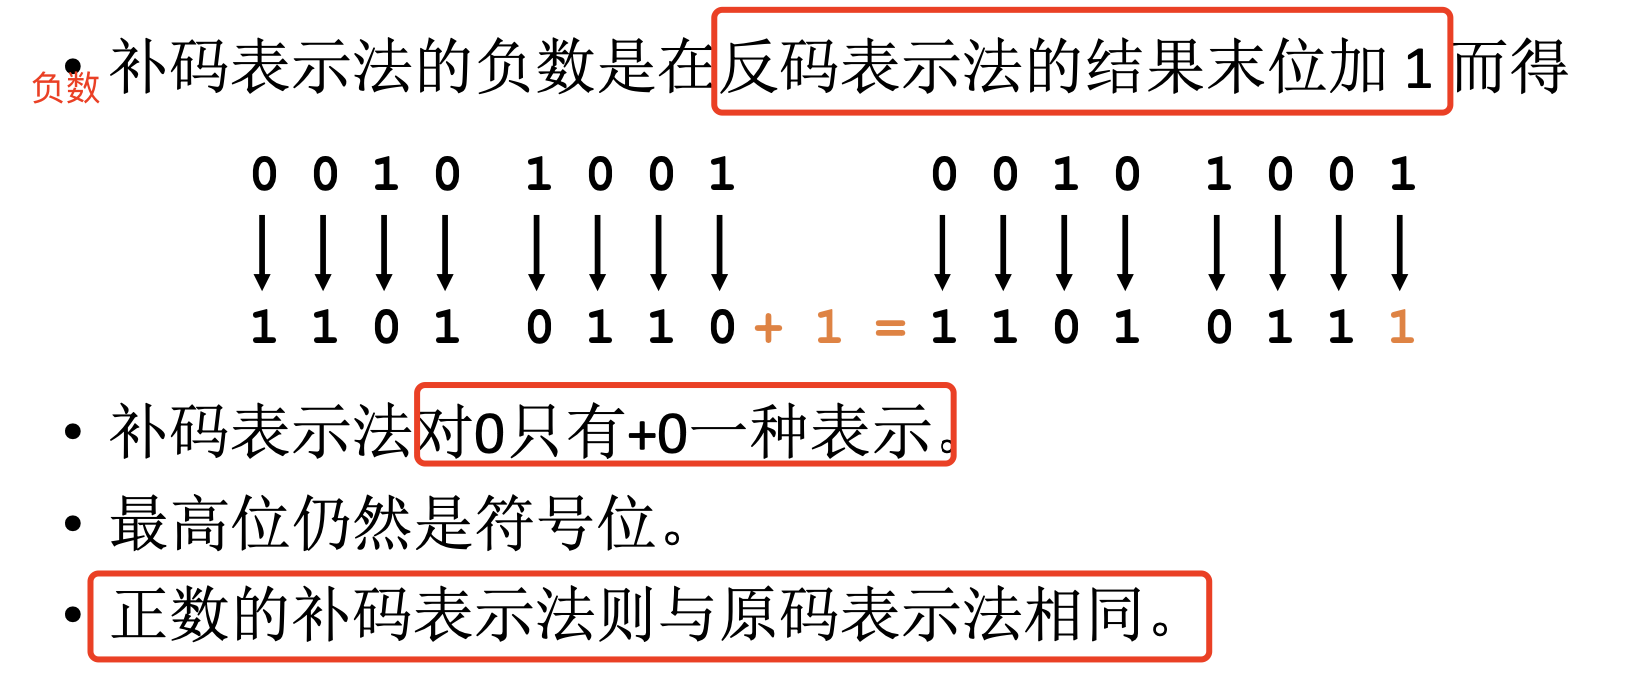 • 补码表示法的负数是在反码表示法的结果末位加 1 而得
负数
0 0 1 0 1 0 0 1 0 0 1 0 1 0 0 1
1 1 0 1 0 1 1 0 + 1 = 1 1 0 1 0 1 1 1
• 补码表示法对0只有+0一种表示。
• 最高位仍然是符号位。
• 正数的补码表示法则与原码表示法相同。